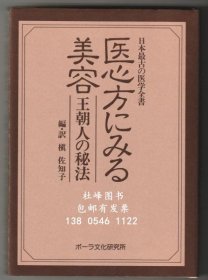 日本最古の医学全書
医心方にみる
美容
王朝人の秘法
編・訳 槇 佐知子
杜峰图书
包邮有发票
138 0546 1122
ポーラ文化研究所